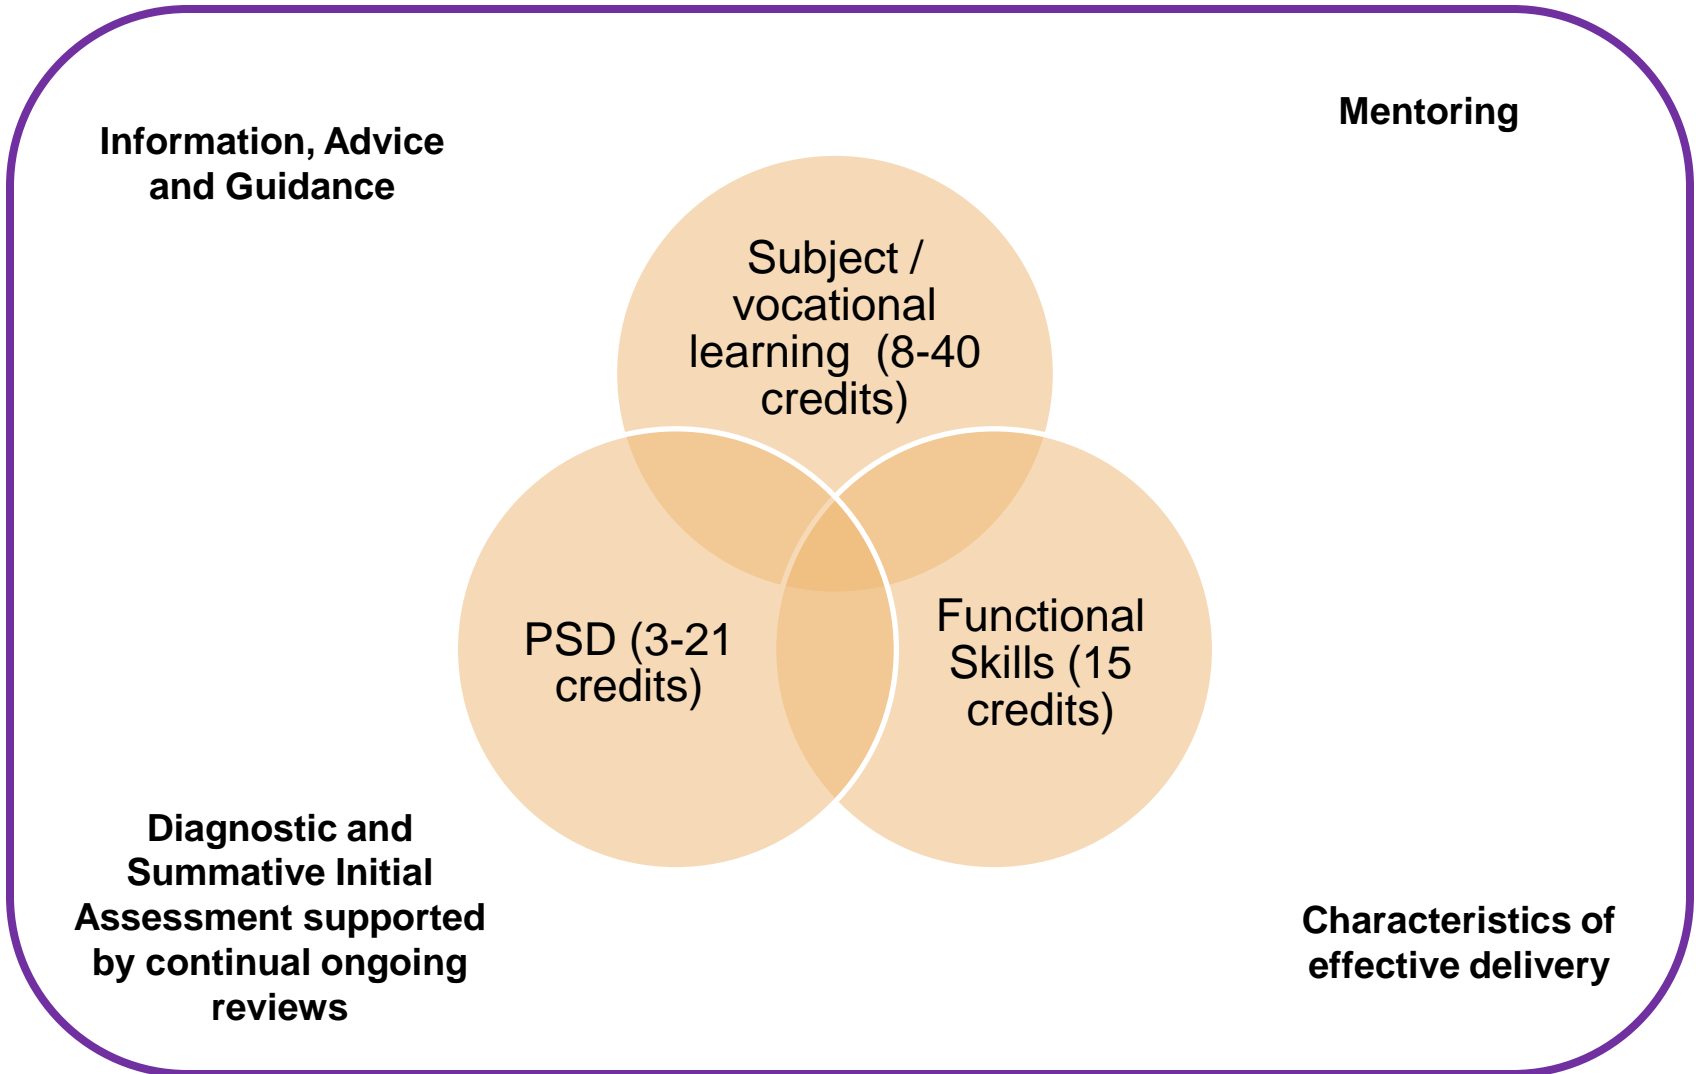 Information, Advice
and Guidance
Mentoring
Subject /
vocational
learning  (8-40
credits)
PSD (3-21
credits)
Functional
Skills (15
credits)
Diagnostic and
Summative Initial
Assessment supported
by continual ongoing
reviews
Characteristics of
effective delivery